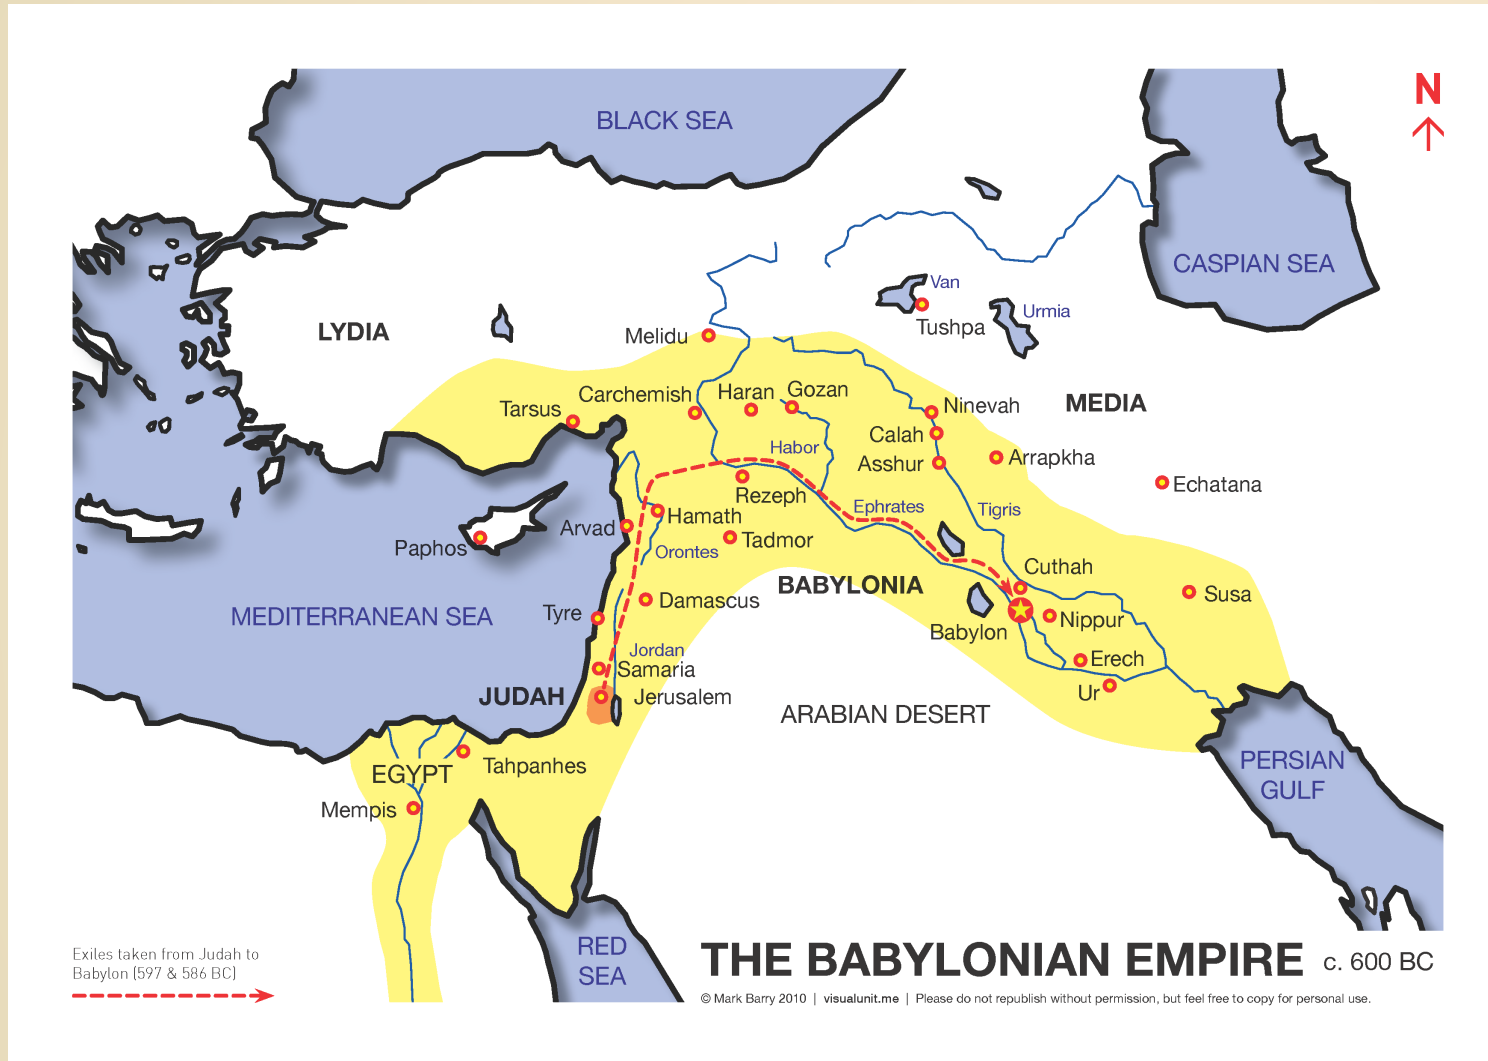 N
BLACK SEA
CASPIAN SEA
Van
Tushpa
Urmia
LYDIA
Melidu
MEDIA
Carchemish
Haran
Gozan
Tarsus
Ninevah
Calah
Asshur
Arrapkha
Habor
Echatana
Rezeph
Ephrates
Tigris
Hamath
Arvad
Tadmor
Orontes
Paphos
Cuthah
BABYLONIA
Damascus
Susa
MEDITERRANEAN SEA
Tyre
Nippur
Babylon
Jordan
Samaria
Erech
JUDAH
Jerusalem
Ur
ARABIAN DESERT
EGYPT
Tahpanhes
Mempis
PERSIAN
GULF
RED
SEA
Exiles taken from Judah to
Babylon (597 & 586 BC)
THE BABYLONIAN EMPIRE c. 600 BC
© Mark Barry 2010 | visualunit.me | Please do not republish without permission, but feel free to copy for personal use.